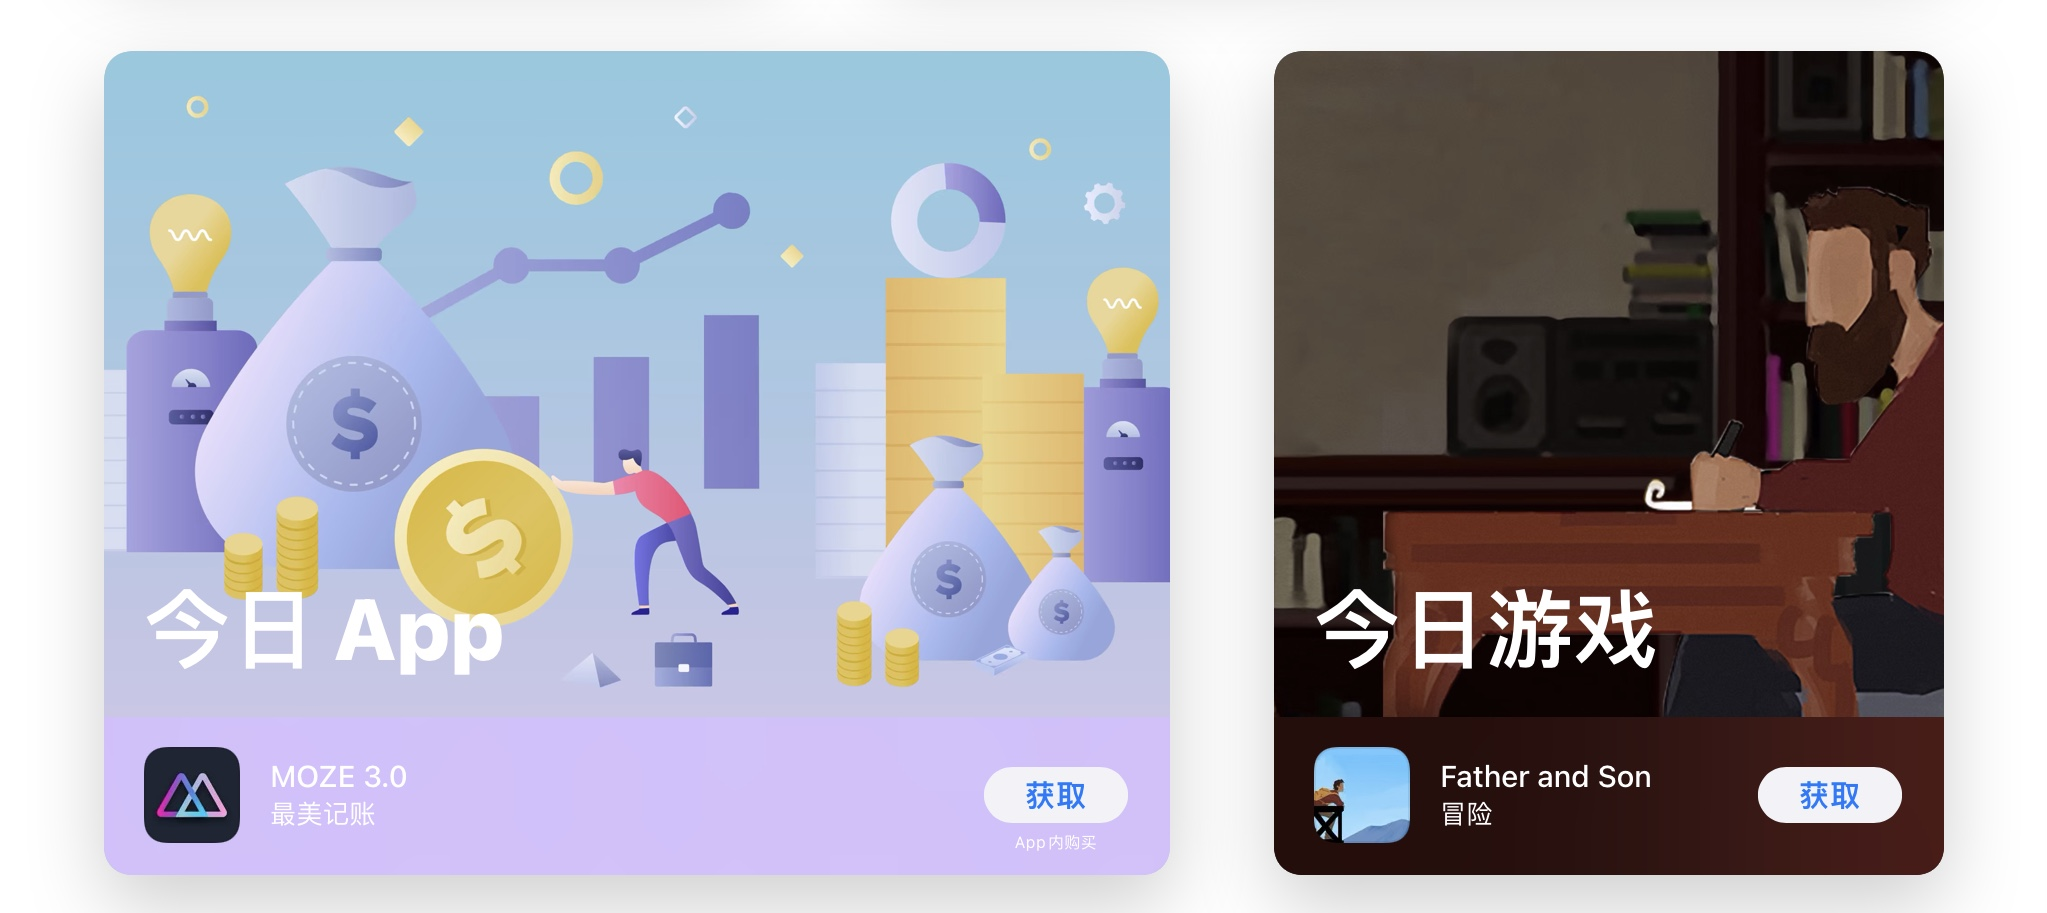 $
$
$
$
今日 App
MOZE 3.0
最美记账
获取
App内购买
今日游戏
Father and Son
冒险
获取